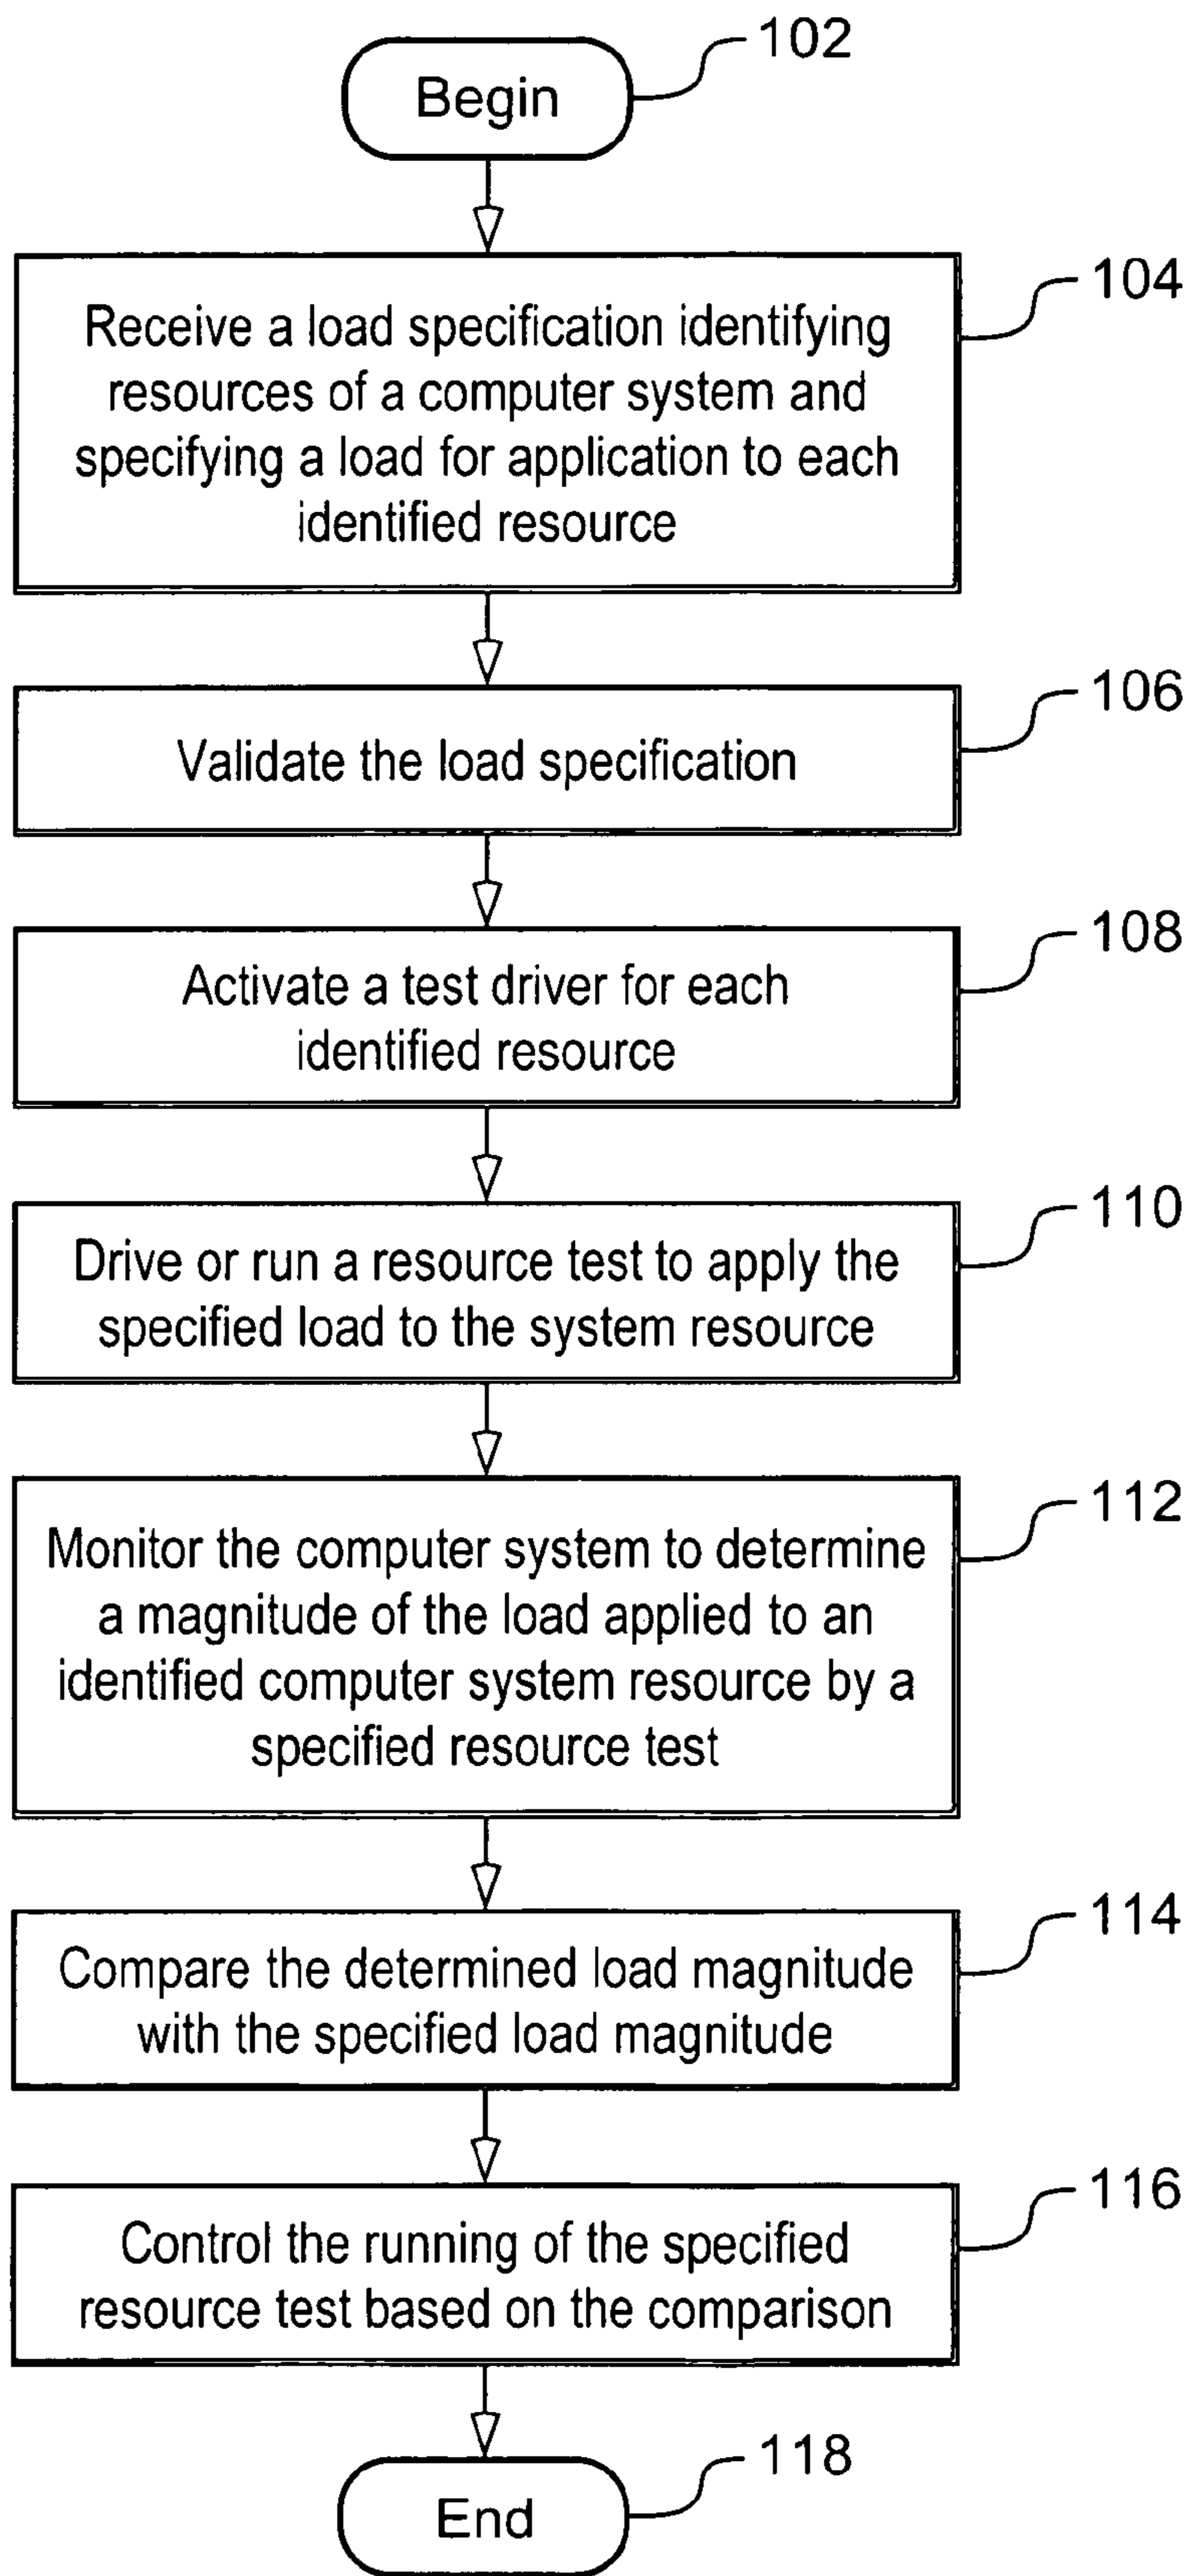 Begin
102
Receive a load specification identifying
resources of a computer system and
specifying a load for application to each
identified resource
104
Validate the load specification
106
Activate a test driver for each
identified resource
108
Drive or run a resource test to apply the
specified load to the system resource
110
Monitor the computer system to determine
a magnitude of the load applied to an
identified computer system resource by a
specified resource test
112
Compare the determined load magnitude
with the specified load magnitude
114
Control the running of the specified
resource test based on the comparison
116
End
118